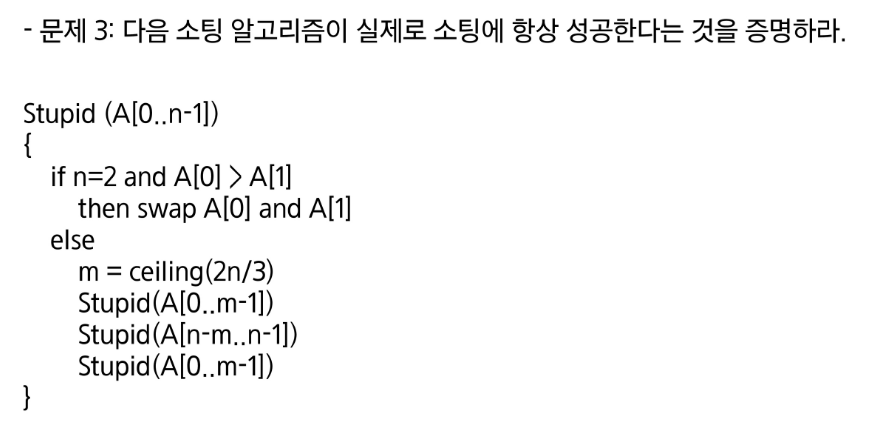 - 문제 3: 다음 소팅 알고리즘이 실제로 소팅에 항상 성공한다는 것을 증명하라.
Stupid (A[0..n-1])
{
if n=2 and A[0] > A[1]
then swap A[0] and A[1]
else
m = ceiling(2n/3)
Stupid(A[0..m-1])
Stupid(A[n-m..n-1])
Stupid(A[0..m-1])
}